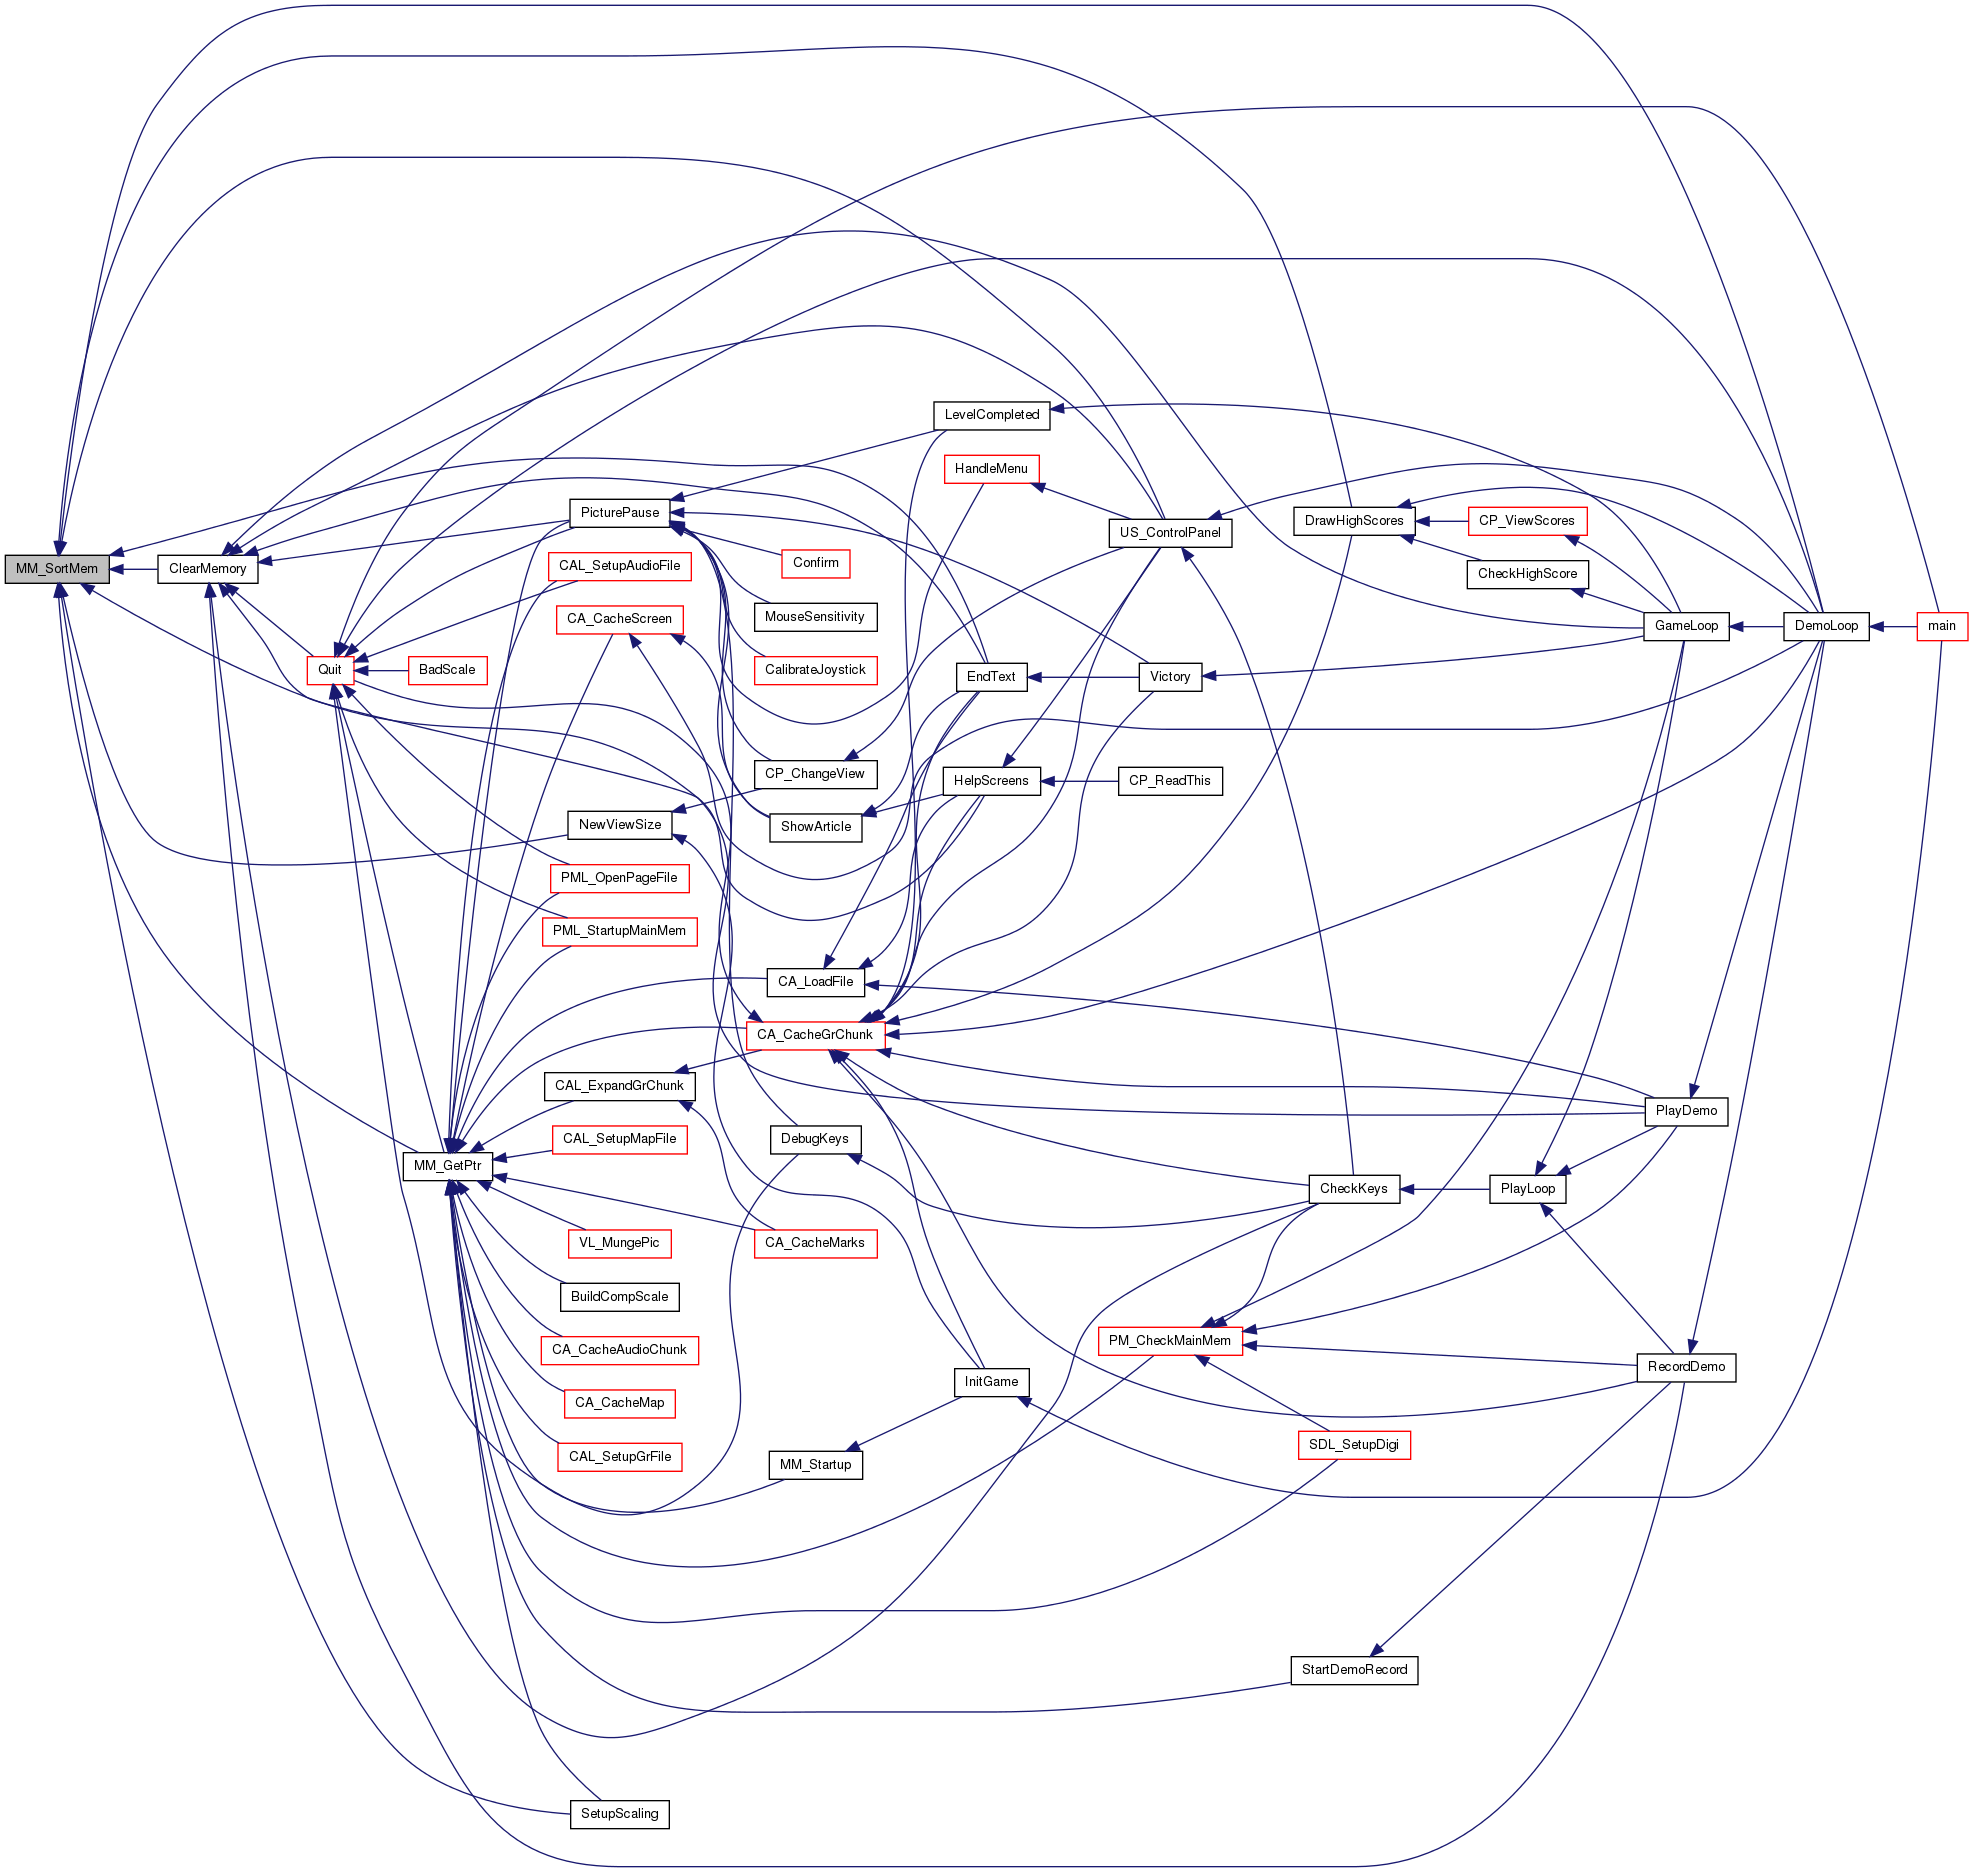 MM_SortMem
ClearMemory
Quit
BadScale
MM_GetPtr
PicturePause
CAL_SetupAudioFile
CA_CacheScreen
NewViewSize
PML_OpenPageFile
PML_StartupMainMem
CAL_ExpandGrChunk
CAL_SetupMapFile
VL_MungePic
BuildCompScale
CA_CacheAudioChunk
CA_CacheMap
CAL_SetupGrFile
SetupScaling
Confirm
MouseSensitivity
CalibrateJoystick
CP_ChangeView
ShowArticle
CA_LoadFile
CA_CacheGrChunk
DebugKeys
CA_CacheMarks
MM_Startup
LevelCompleted
HandleMenu
EndText
HelpScreens
InitGame
US_ControlPanel
Victory
CP_ReadThis
PM_CheckMainMem
DrawHighScores
CheckKeys
SDL_SetupDigi
StartDemoRecord
CP_ViewScores
CheckHighScore
PlayLoop
GameLoop
PlayDemo
RecordDemo
DemoLoop
main